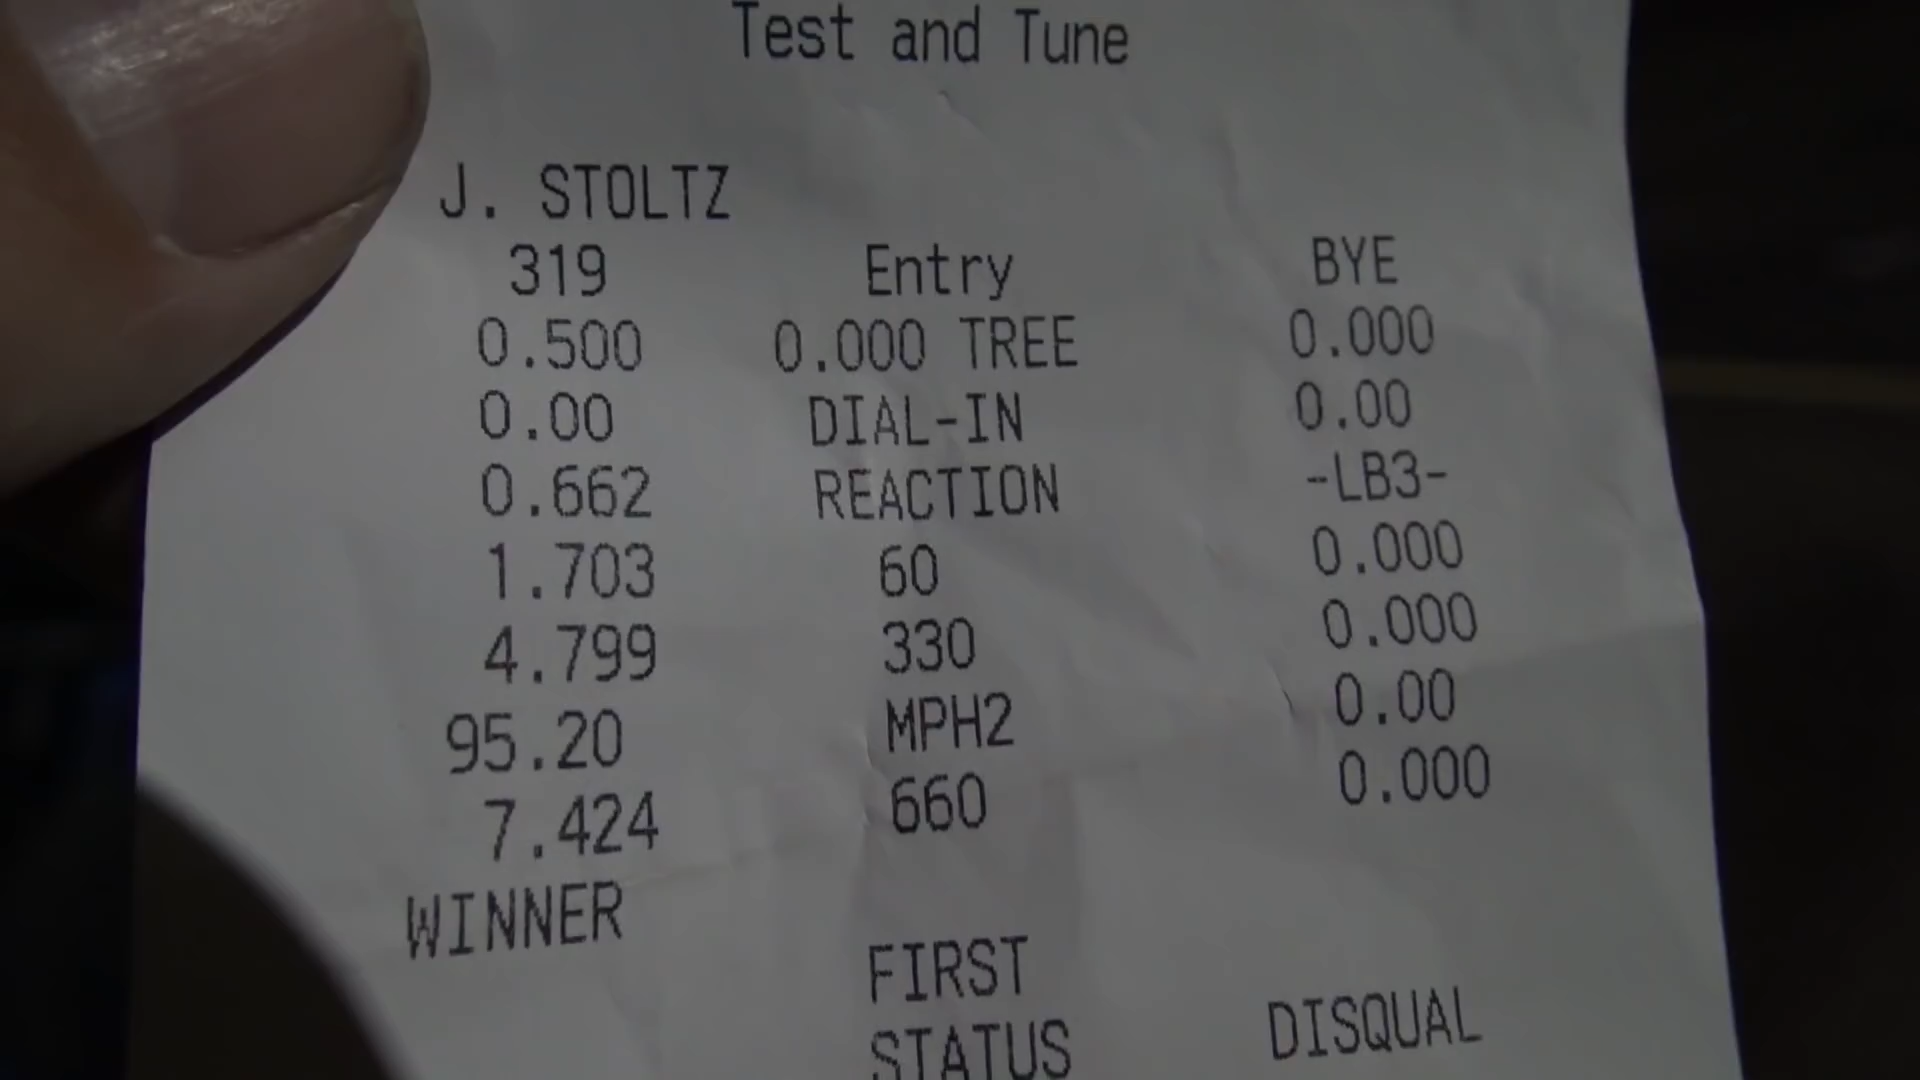 Test and Tune
J. STOLTZ
319 Entry BYE
0.500 0.000 TREE 0.000
0.00 DIAL-IN 0.00
0.662 REACTION -LB3-
1.703 60 0.000
4.799 330 0.000
95.20 MPH2 0.00
7.424 660 0.000
WINNER
FIRST
STATUS DISQUAL